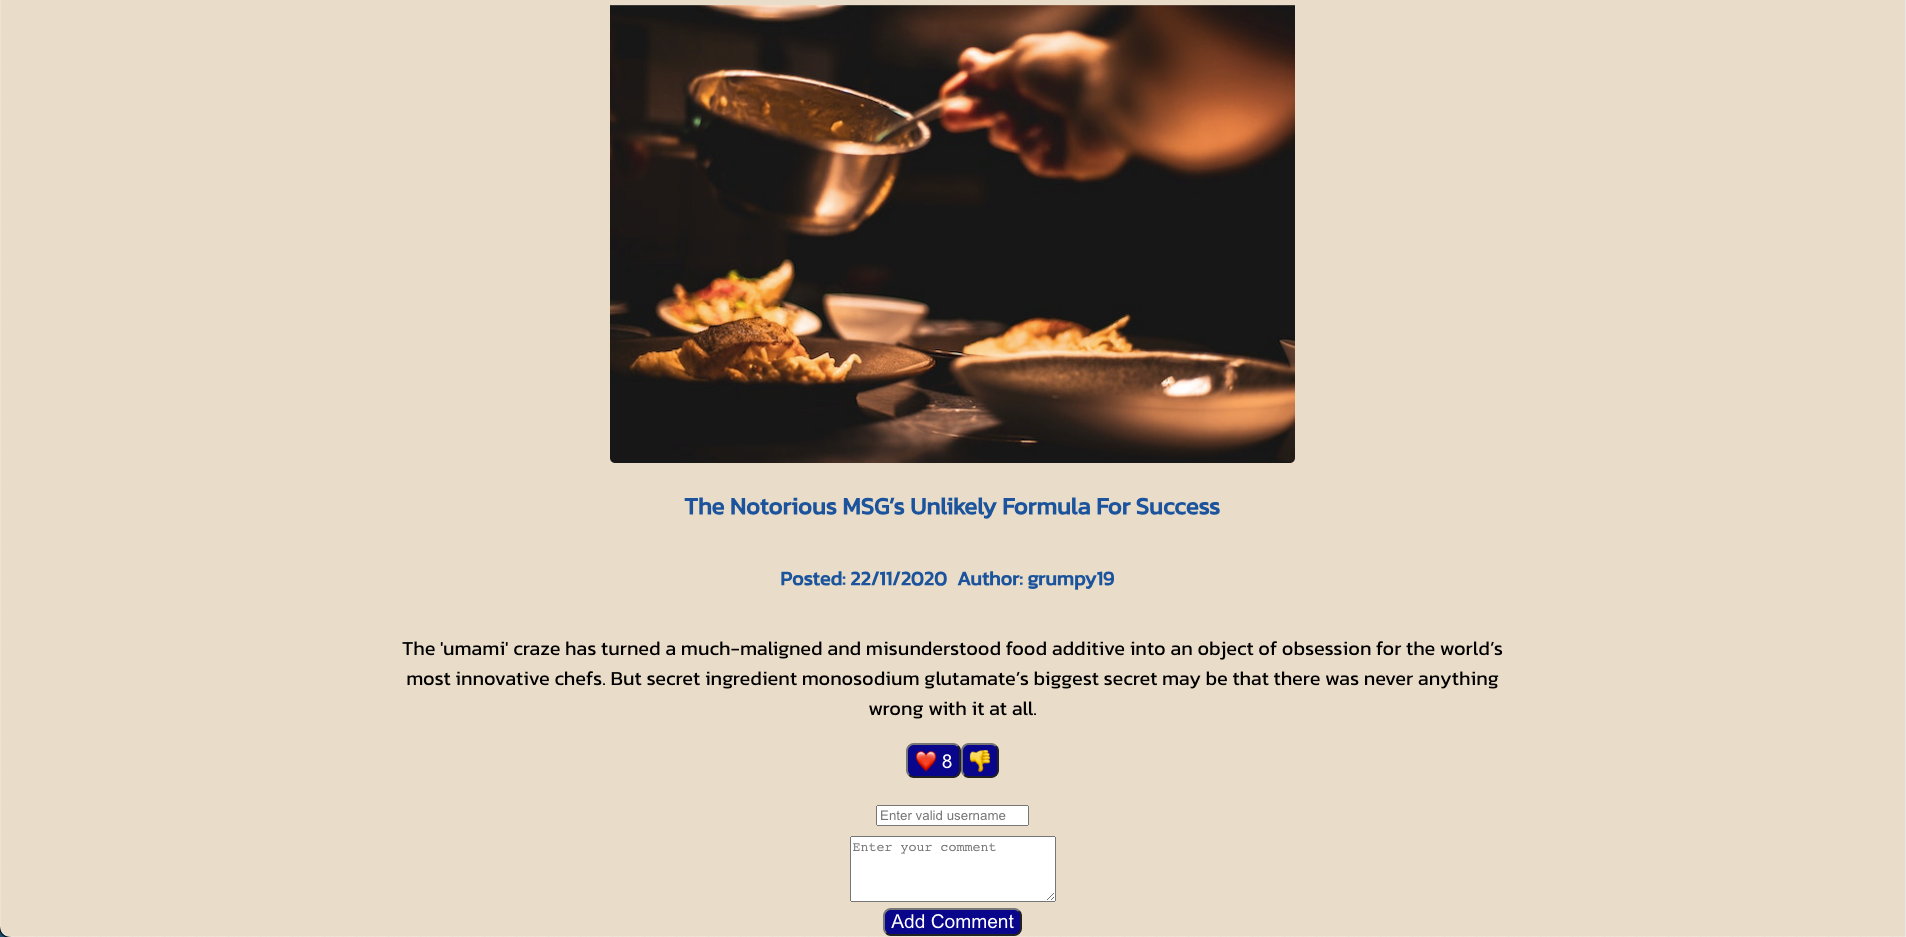 The Notorious MSG’s Unlikely Formula For Success
Posted: 22/11/2020 Author: grumpy19
The 'umami' craze has turned a much-maligned and misunderstood food additive into an object of obsession for the world’s
most innovative chefs. But secret ingredient monosodium glutamate’s biggest secret may be that there was never anything
wrong with it at all.
❤️ 8 👎
Enter valid username
Enter your comment
Add Comment